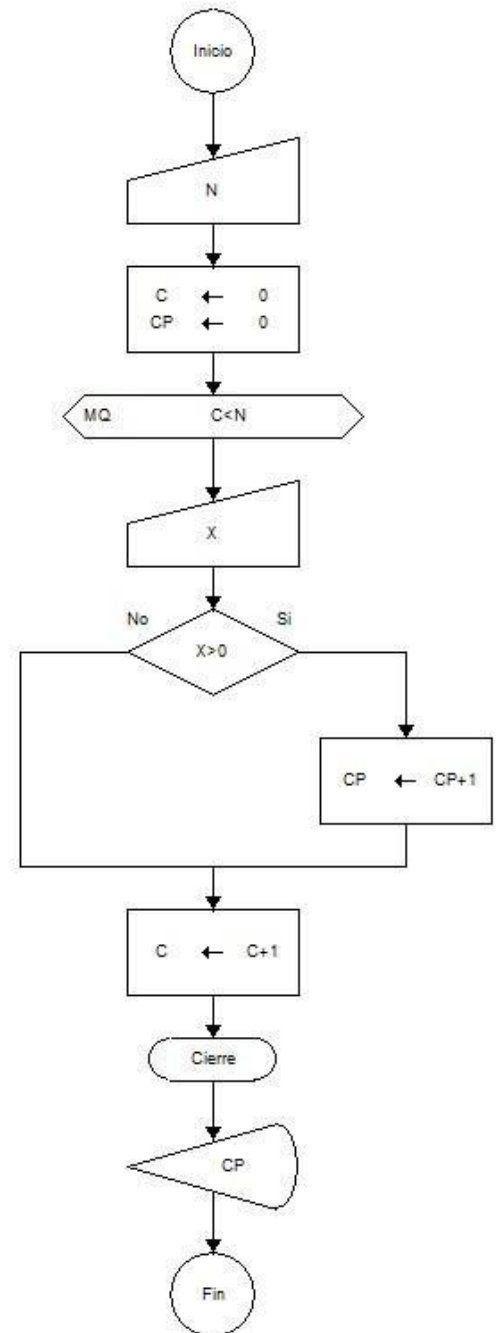 Inicio
N
C ← 0
CP ← 0
MQ C<N
X
No Si
X>0
CP ← CP+1
C ← C+1
Cierre
CP
Fin